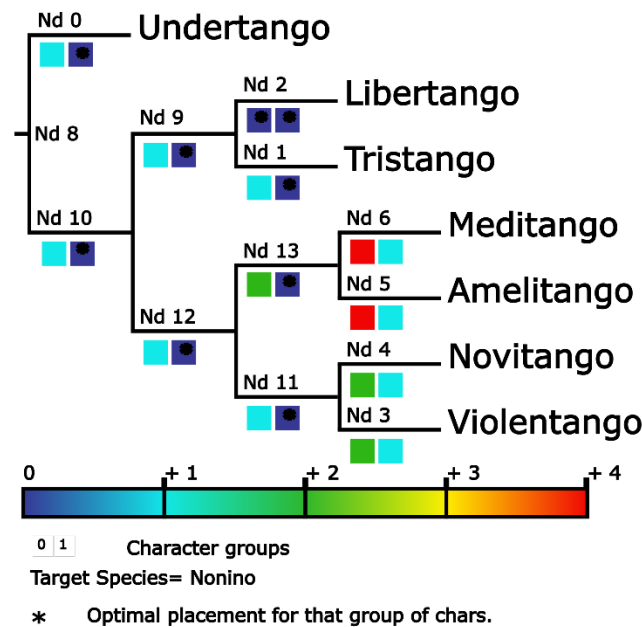 Nd 0
Undertango
Nd 2
Libertango
Nd 9
Nd 8
Nd 1
Tristango
Nd 10
Nd 6
Meditango
Nd 13
Nd 5
Amelitango
Nd 12
Nd 4
Novitango
Nd 11
Nd 3
Violentango
0 + 1 + 2 + 3 + 4
0 1 Character groups
Target Species= Nonino
* Optimal placement for that group of chars.